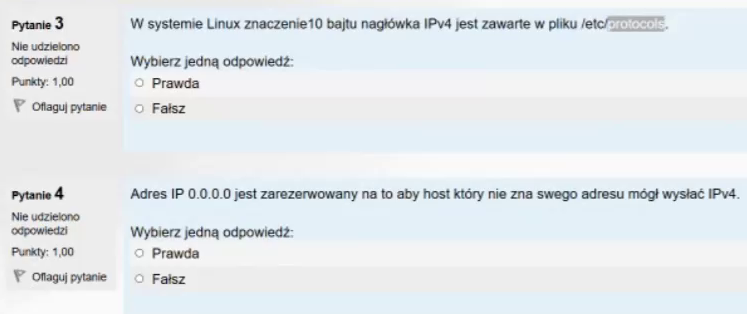 Pytanie 3
Nie udzielono
odpowiedzi
Punkty: 1,00
Oflaguj pytanie
W systemie Linux znaczenie10 bajtu nagłówka IPv4 jest zawarte w pliku /etc/protocols.
Wybierz jedną odpowiedź:
Prawda
Fałsz
Pytanie 4
Nie udzielono
odpowiedzi
Punkty: 1,00
Oflaguj pytanie
Adres IP 0.0.0.0 jest zarezerwowany na to aby host który nie zna swego adresu mógł wysłać IPv4.
Wybierz jedną odpowiedź:
Prawda
Fałsz